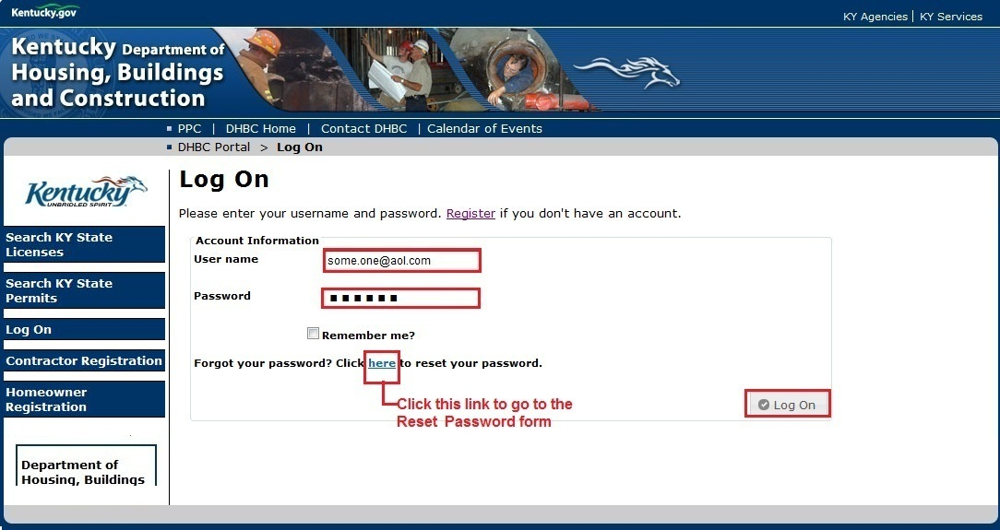 Kentucky.gov
KY Agencies | KY Services
Kentucky Department of
Housing, Buildings
and Construction
PPC | DHBC Home | Contact DHBC | Calendar of Events
DHBC Portal > Log On
Kentucky
UNBRIDLED SPIRIT
Search KY State
Licenses
Search KY State
Permits
Log On
Contractor Registration
Homeowner
Registration
Department of
Housing, Buildings
Log On
Please enter your username and password. Register if you don't have an account.
Account Information
User name
some.one@aol.com
Password
Remember me?
Forgot your password? Click here to reset your password.
Click this link to go to the
Reset Password form
Log On